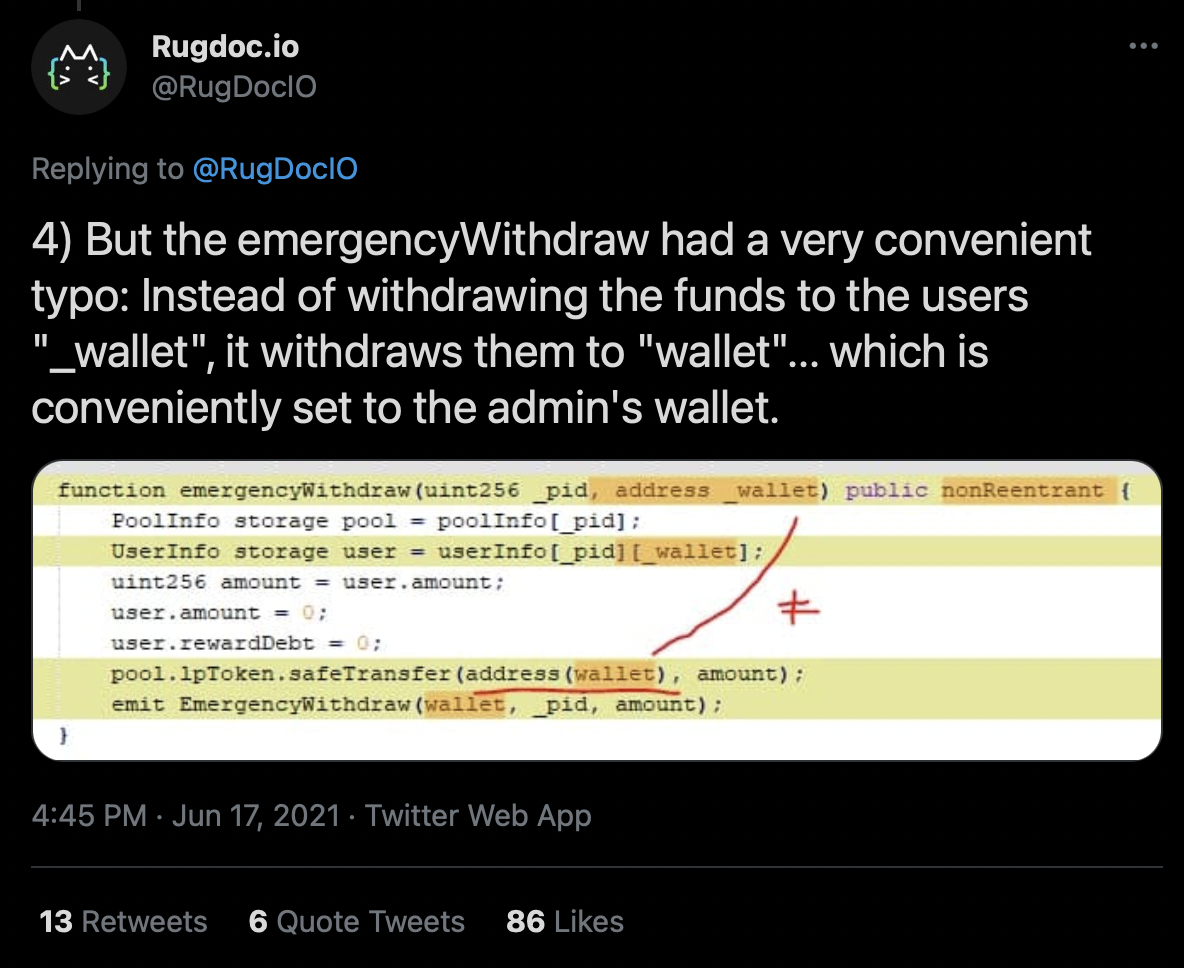 Rugdoc.io
@RugDocIO
Replying to @RugDocIO
4) But the emergencyWithdraw had a very convenient
typo: Instead of withdrawing the funds to the users
"_wallet", it withdraws them to "wallet"... which is
conveniently set to the admin's wallet.
function emergencyWithdraw(uint256 _pid, address _wallet) public nonReentrant {
PoolInfo storage pool = poolInfo[_pid];
UserInfo storage user = userInfo[_pid][_wallet];
uint256 amount = user.amount;
user.amount = 0;
user.rewardDebt = 0;
pool.lpToken.safeTransfer(address(wallet), amount);
emit EmergencyWithdraw(wallet, _pid, amount);
}
≠
4:45 PM · Jun 17, 2021 · Twitter Web App
13 Retweets 6 Quote Tweets 86 Likes